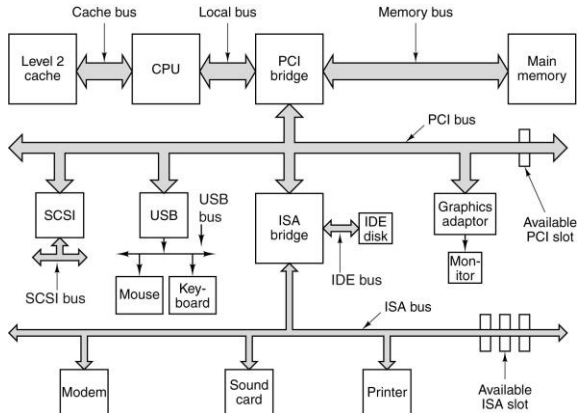 Cache bus
Local bus
Memory bus
Level 2
cache
CPU
PCI
bridge
Main
memory
PCI bus
SCSI
USB
USB
bus
ISA
bridge
IDE
disk
Graphics
adaptor
Available
PCI slot
SCSI bus
Mouse
Key-
board
IDE bus
Mon-
itor
ISA bus
Modem
Sound
card
Printer
Available
ISA slot